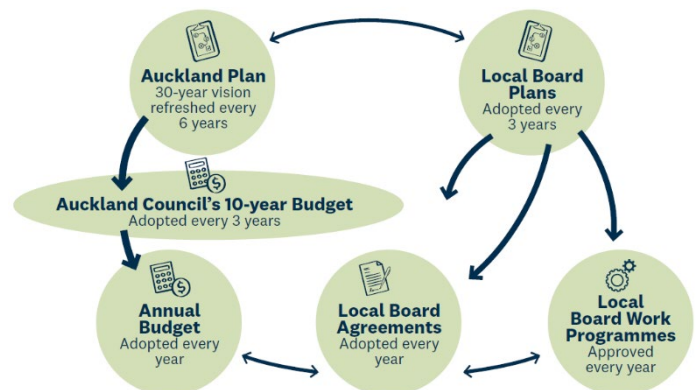 Auckland Plan
30-year vision
refreshed every
6 years
Local Board
Plans
Adopted every
3 years
Auckland Council's 10-year Budget
Adopted every 3 years
Annual
Budget
Adopted every
year
Local Board
Agreements
Adopted every
year
Local
Board Work
Programmes
Approved
every year